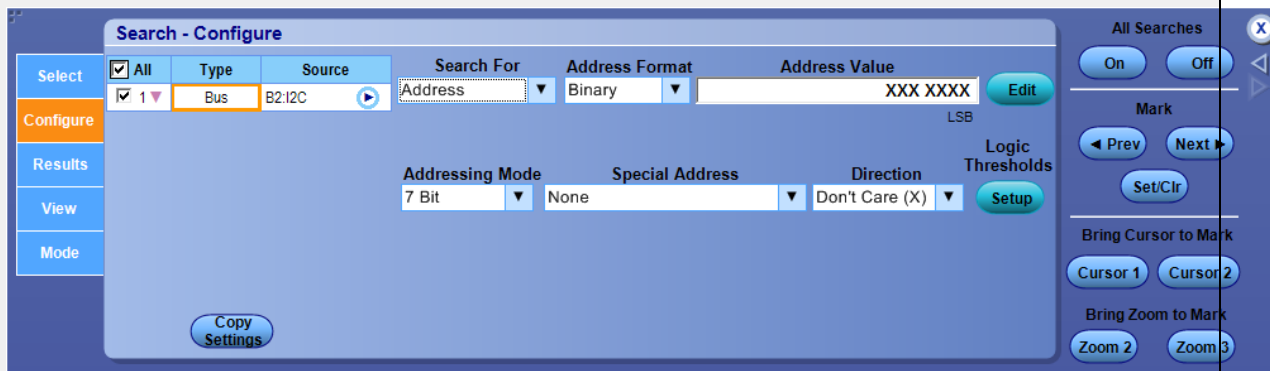 Search - Configure
Select
Configure
Results
View
Mode
All Type Source
1 Bus B2:I2C
Search For Address Format Address Value
Address Binary XXX XXXX Edit
LSB
Addressing Mode Special Address Direction Logic
Thresholds
7 Bit None Don't Care (X) Setup
Copy
Settings
All Searches X
On Off
Mark
◄ Prev Next ►
Set/Clr
Bring Cursor to Mark
Cursor 1 Cursor 2
Bring Zoom to Mark
Zoom 2 Zoom 3